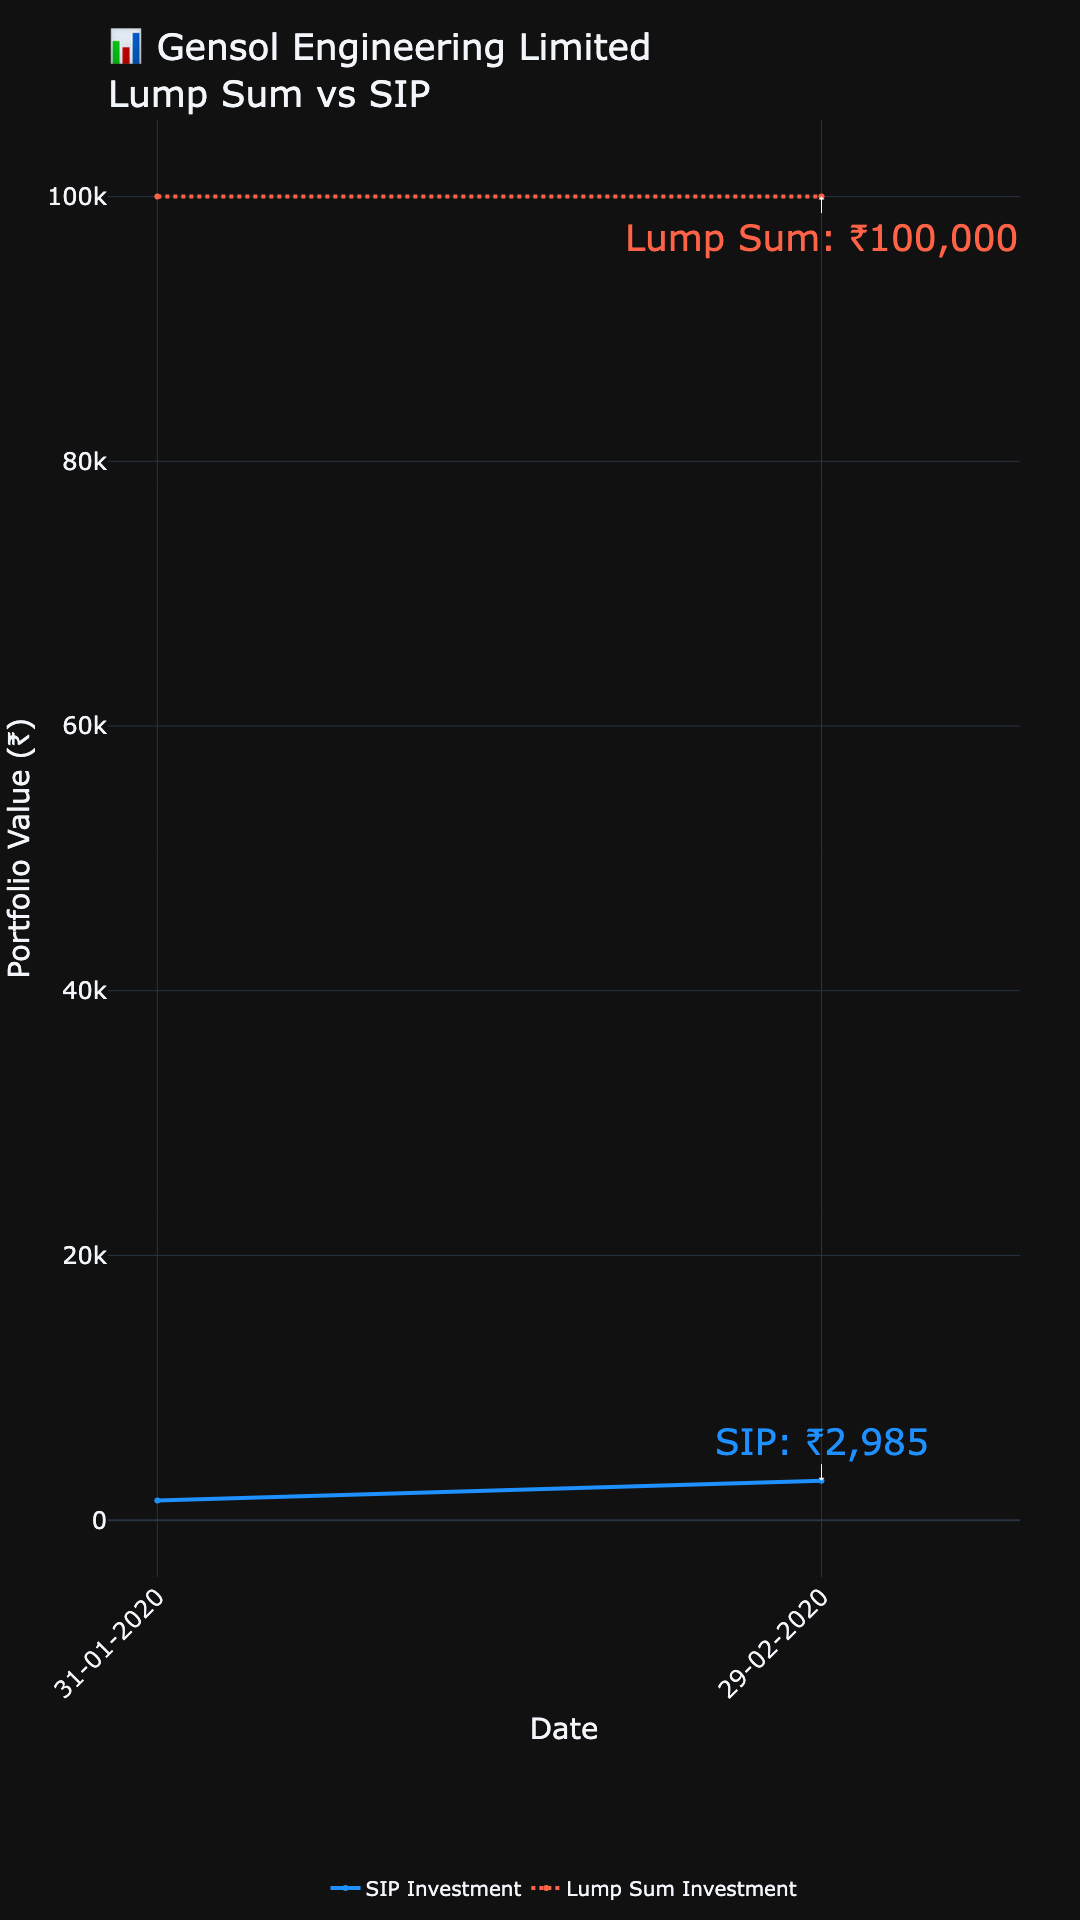 📊 Gensol Engineering Limited
Lump Sum vs SIP
100k
Lump Sum: ₹100,000
80k
60k
Portfolio Value (₹)
40k
20k
SIP: ₹2,985
0
31-01-2020
29-02-2020
Date
SIP Investment
Lump Sum Investment